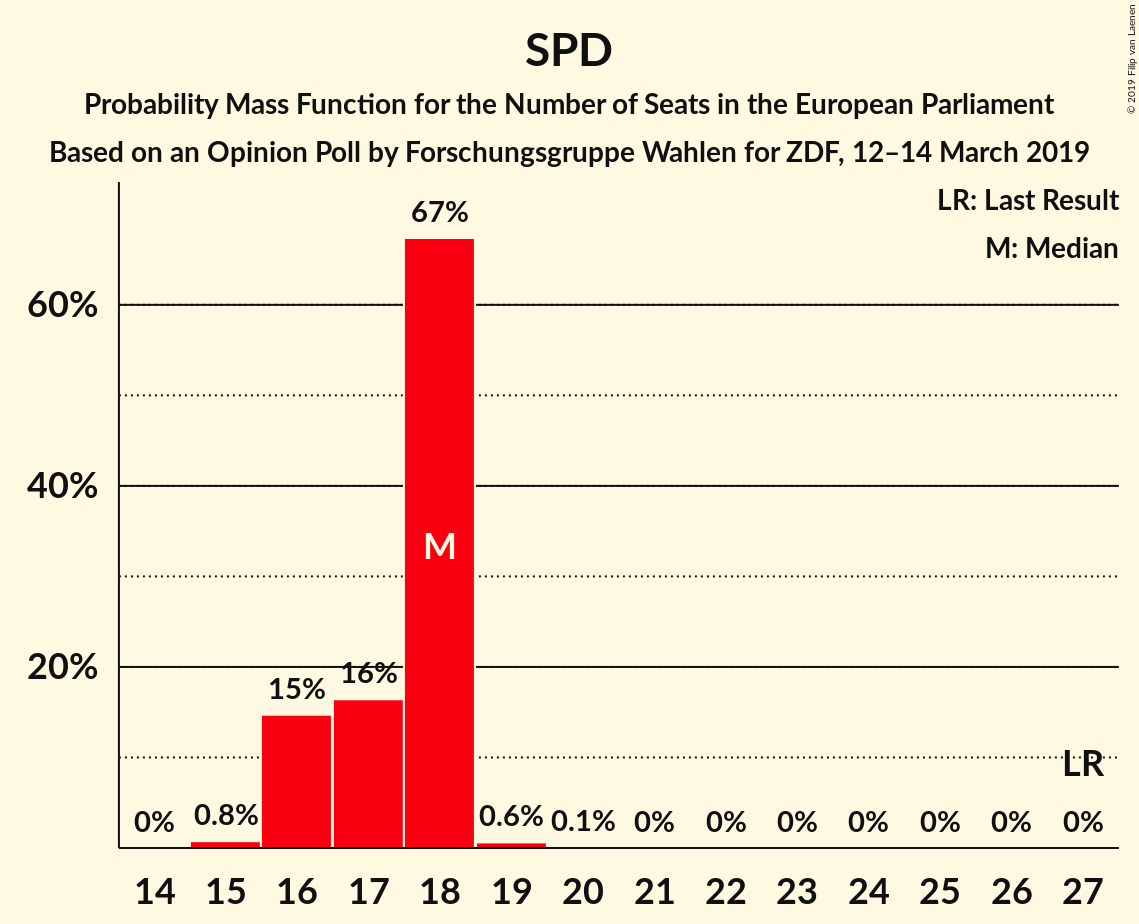 SPD
Probability Mass Function for the Number of Seats in the European Parliament
Based on an Opinion Poll by Forschungsgruppe Wahlen for ZDF, 12–14 March 2019
© 2019 Filip van Laenen
LR: Last Result
M: Median
60%
40%
20%
0%
0.8%
15%
16%
67%
M
0.6%
0.1%
0%
0%
0%
0%
0%
0%
LR
0%
14 15 16 17 18 19 20 21 22 23 24 25 26 27